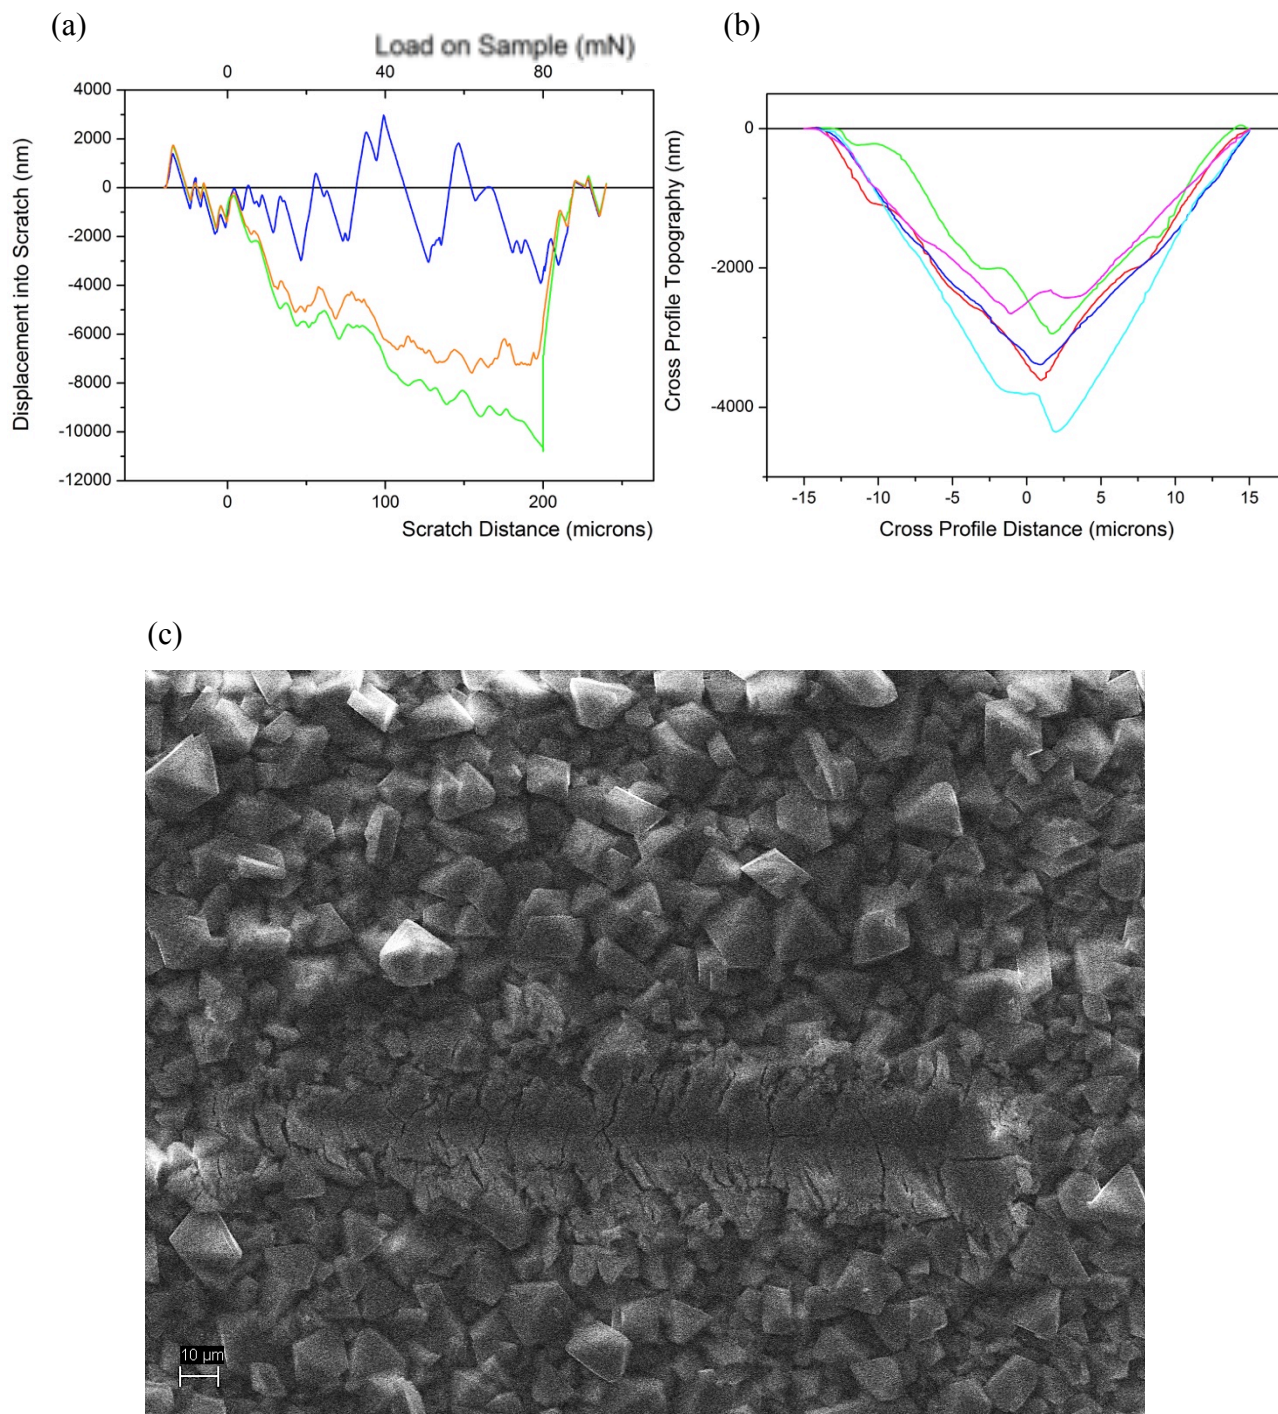 (a)
Load on Sample (mN)
0 40 80
Displacement into Scratch (nm)
4000
2000
0
-2000
-4000
-6000
-8000
-10000
-12000
0 100 200
Scratch Distance (microns)
(b)
Cross Profile Topography (nm)
0
-2000
-4000
-15 -10 -5 0 5 10 15
Cross Profile Distance (microns)
(c)
10 µm